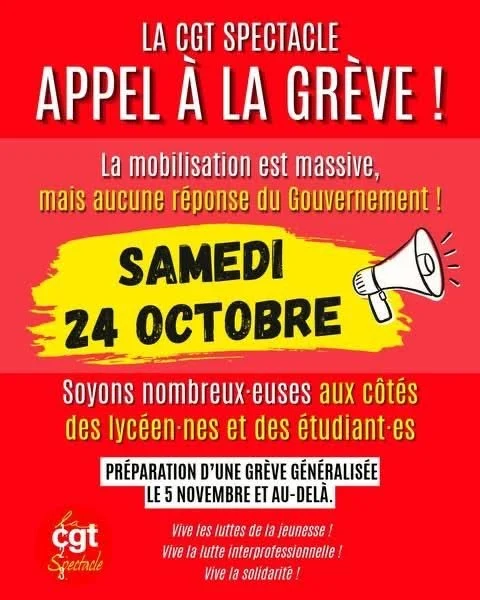 LA CGT SPECTACLE
APPEL À LA GRÈVE !
La mobilisation est massive,
mais aucune réponse du Gouvernement !
SAMEDI
24 OCTOBRE
Soyons nombreux·euses aux côtés
des lycéen·nes et des étudiant·es
PRÉPARATION D'UNE GRÈVE GÉNÉRALISÉE
LE 5 NOVEMBRE ET AU-DELÀ.
Vive les luttes de la jeunesse !
Vive la lutte interprofessionnelle !
Vive la solidarité !
La
cgt
Spectacle